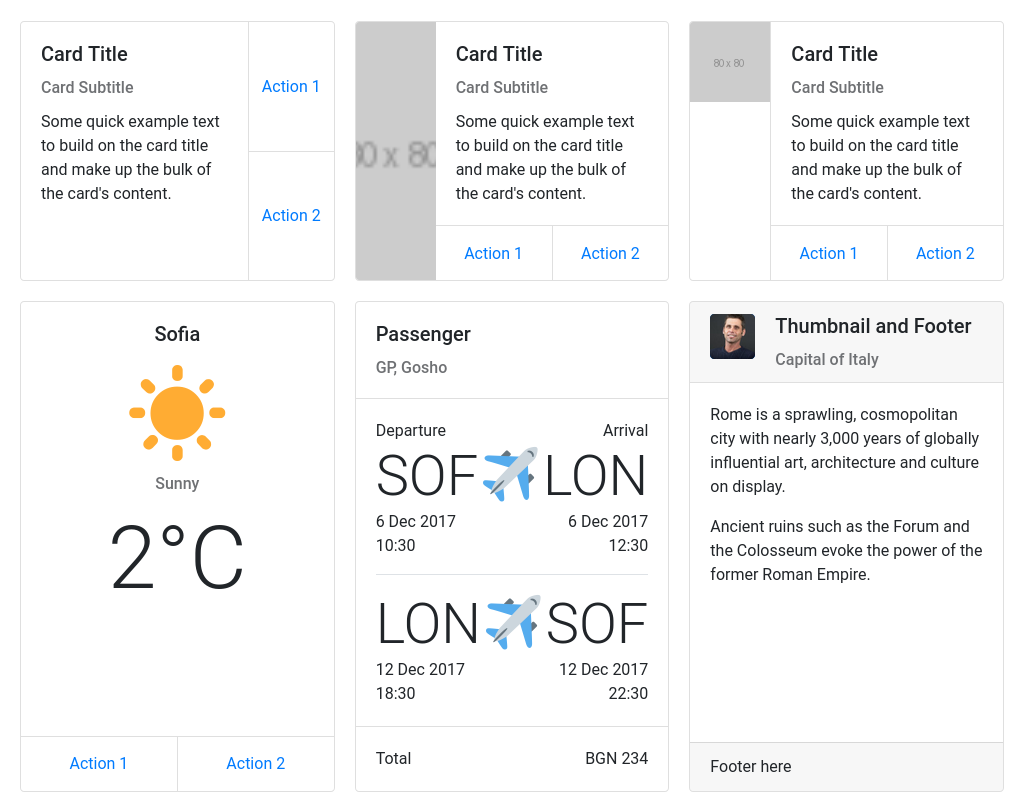 Card Title
Card Subtitle
Some quick example text
to build on the card title
and make up the bulk of
the card's content.
Action 1
Action 2
80 x 80
Card Title
Card Subtitle
Some quick example text
to build on the card title
and make up the bulk of
the card's content.
Action 1
Action 2
80 x 80
Card Title
Card Subtitle
Some quick example text
to build on the card title
and make up the bulk of
the card's content.
Action 1
Action 2
Sofia
Sunny
2°C
Action 1
Action 2
Passenger
GP, Gosho
Departure Arrival
SOF✈️LON
6 Dec 2017 6 Dec 2017
10:30 12:30
LON✈️SOF
12 Dec 2017 12 Dec 2017
18:30 22:30
Total BGN 234
Thumbnail and Footer
Capital of Italy
Rome is a sprawling, cosmopolitan
city with nearly 3,000 years of globally
influential art, architecture and culture
on display.
Ancient ruins such as the Forum and
the Colosseum evoke the power of the
former Roman Empire.
Footer here